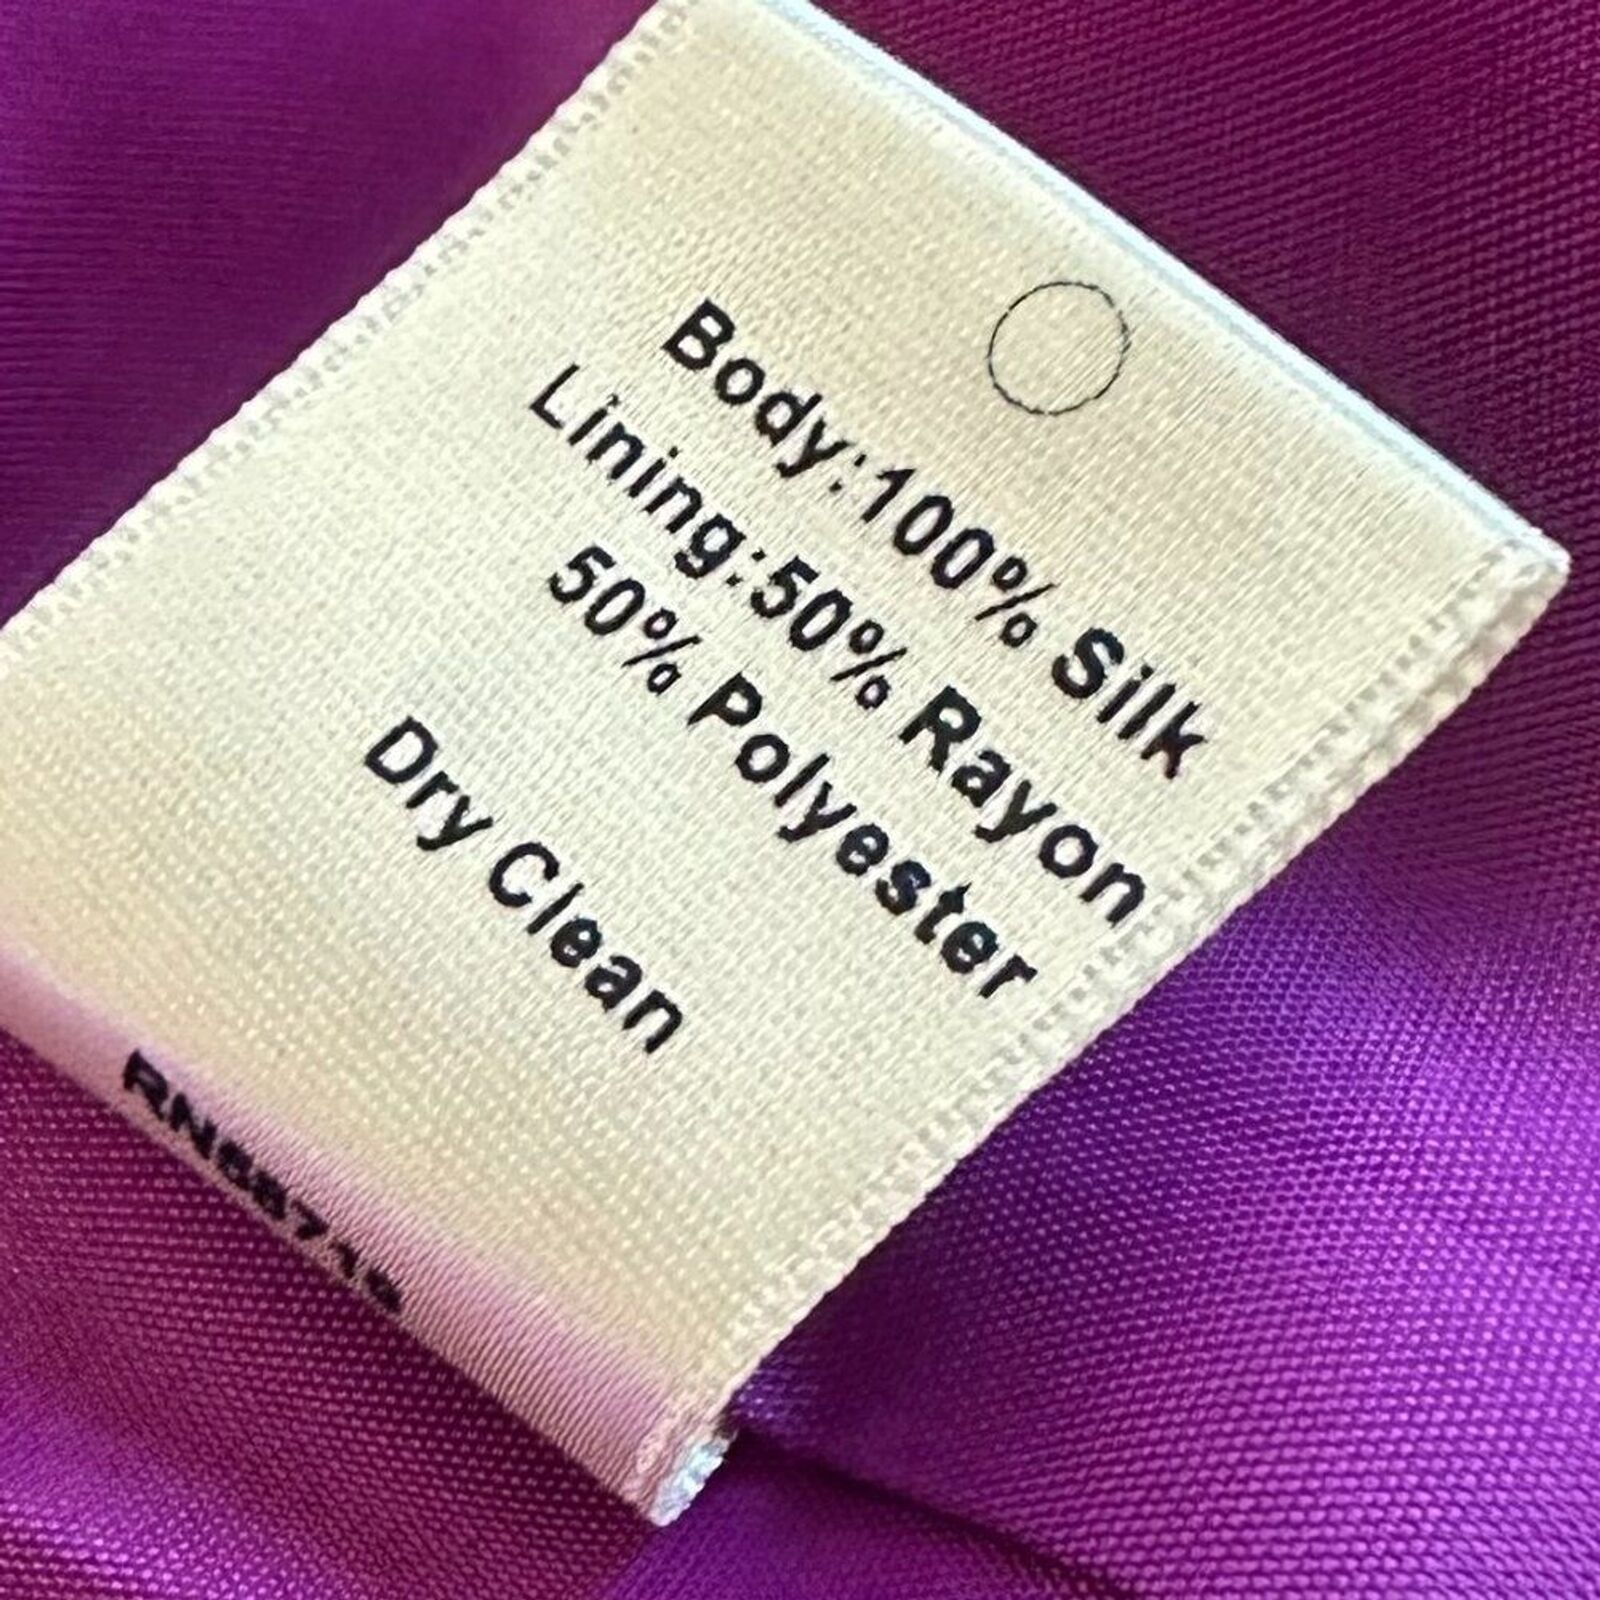 Body:100% Silk
Lining:50% Rayon
50% Polyester
Dry Clean